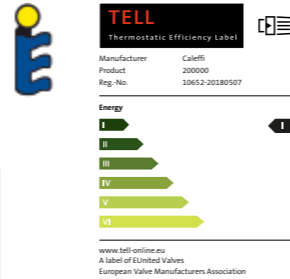 TELL
Thermostatic Efficiency Label
Manufacturer Caleffi
Product 200000
Reg.-No. 10652-20180507
Energy
I I
II
III
IV
V
VI
www.tell-online.eu
A label of EUnited Valves
European Valve Manufacturers Association